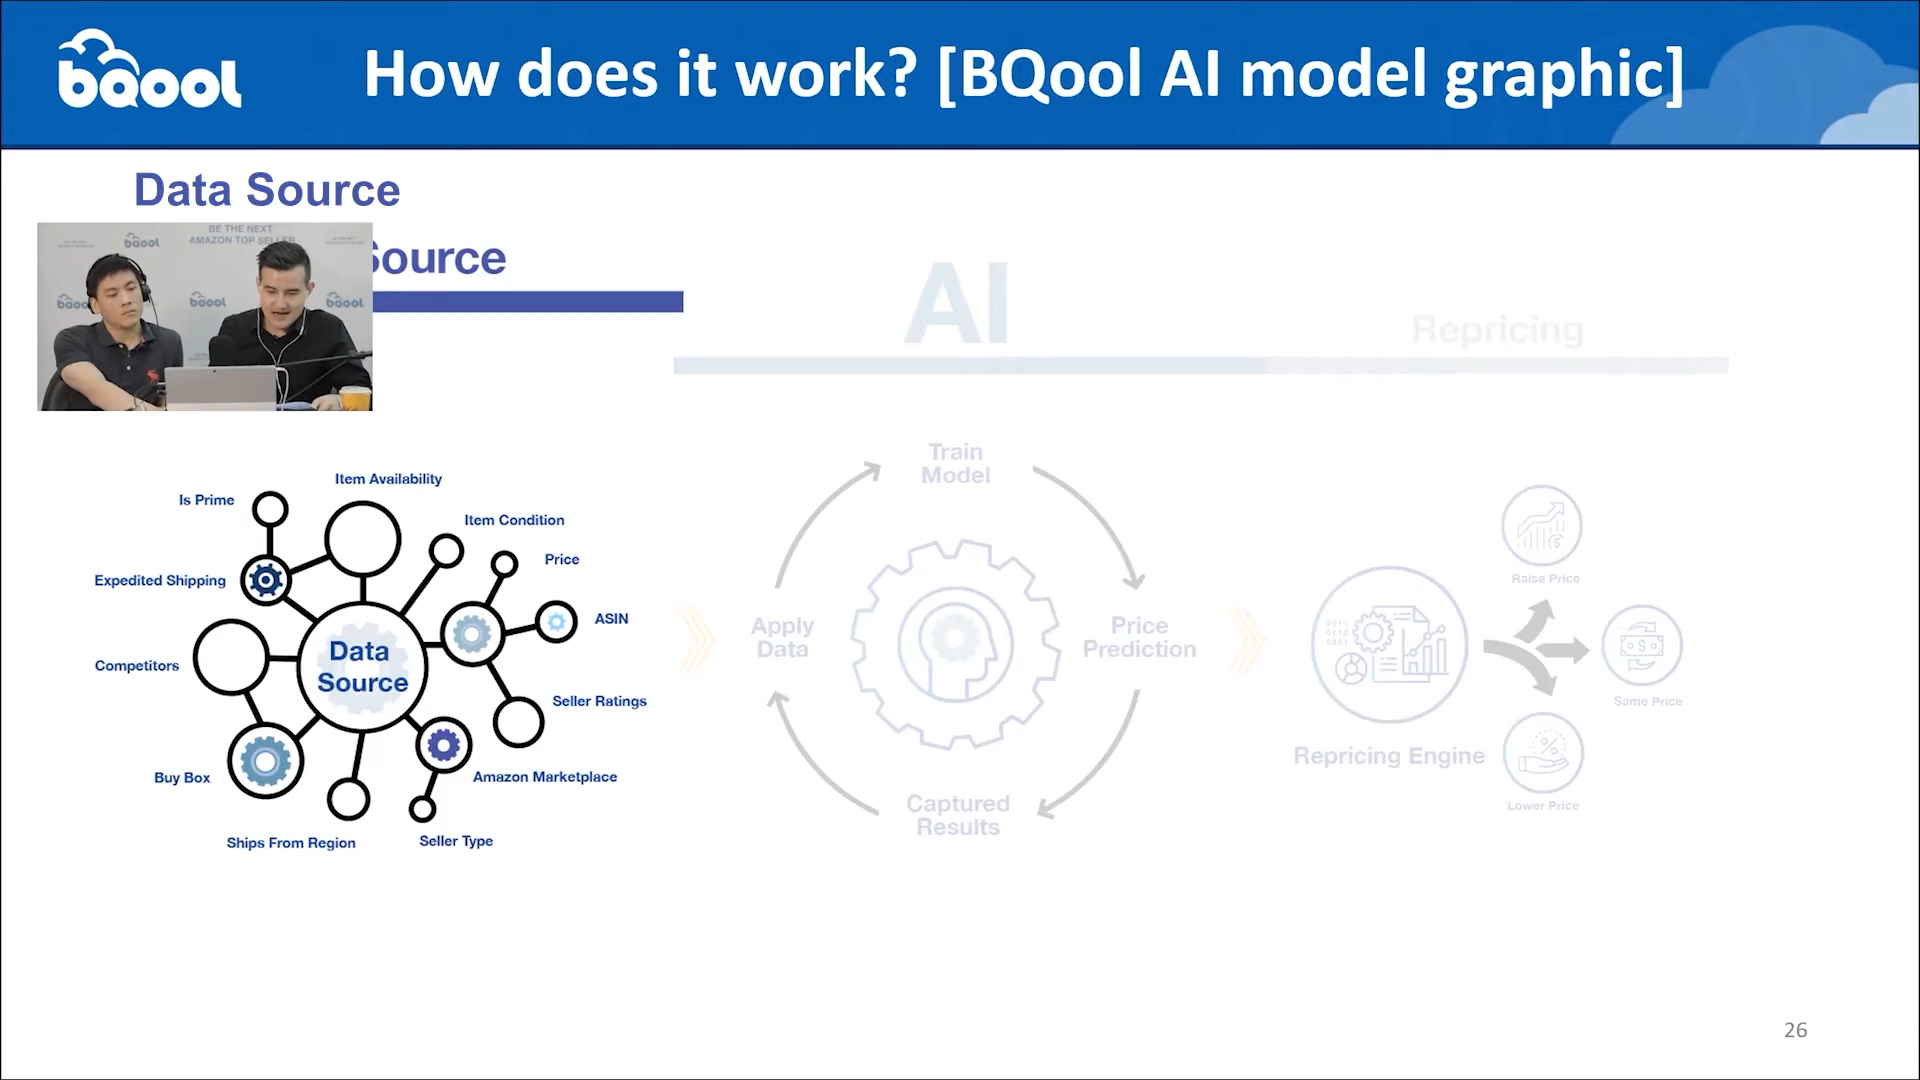 bqool
How does it work? [BQool AI model graphic]
Data Source
Source
BE THE NEXT
AMAZON TOP SELLER
bqool
bqool
bqool
bqool
AI
Repricing
Item Availability
Is Prime
Item Condition
Price
Expedited Shipping
ASIN
Competitors
Data
Source
Seller Ratings
Buy Box
Amazon Marketplace
Ships From Region
Seller Type
Train
Model
Apply
Data
Price
Prediction
Captured
Results
Raise Price
Same Price
Repricing Engine
Lower Price
26